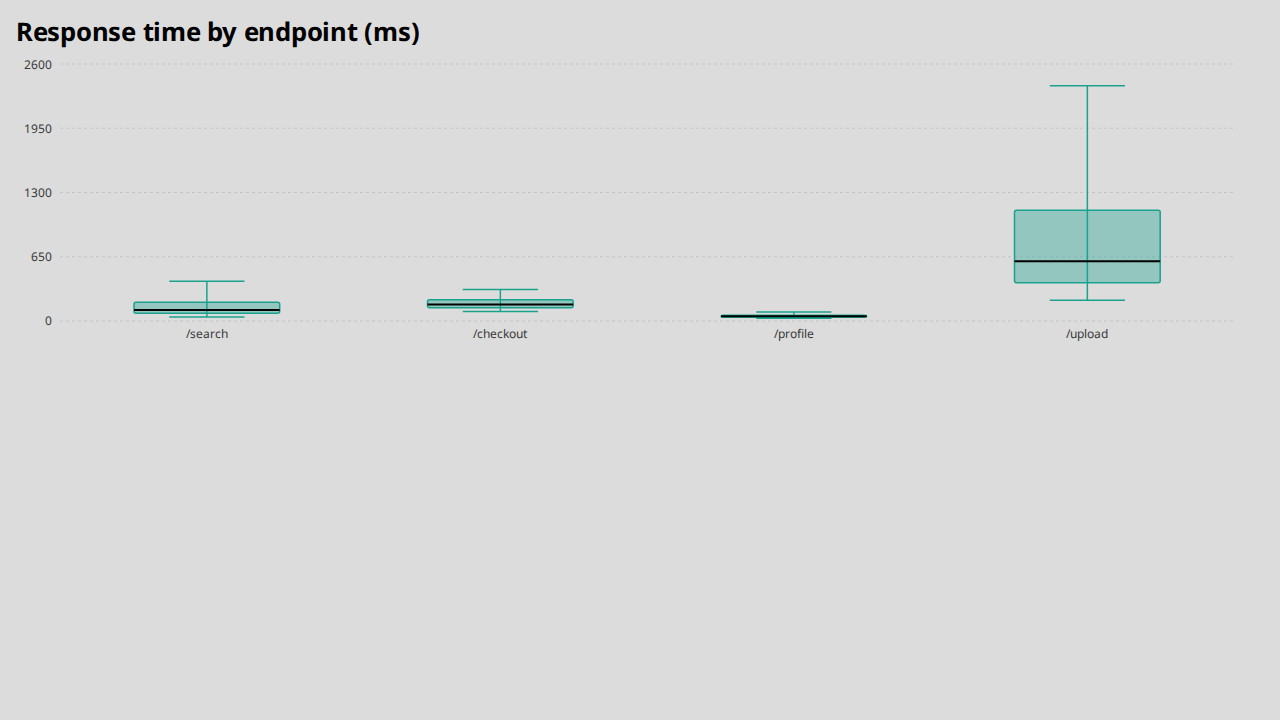 Response time by endpoint (ms)
2600
1950
1300
650
0
/search
/checkout
/profile
/upload